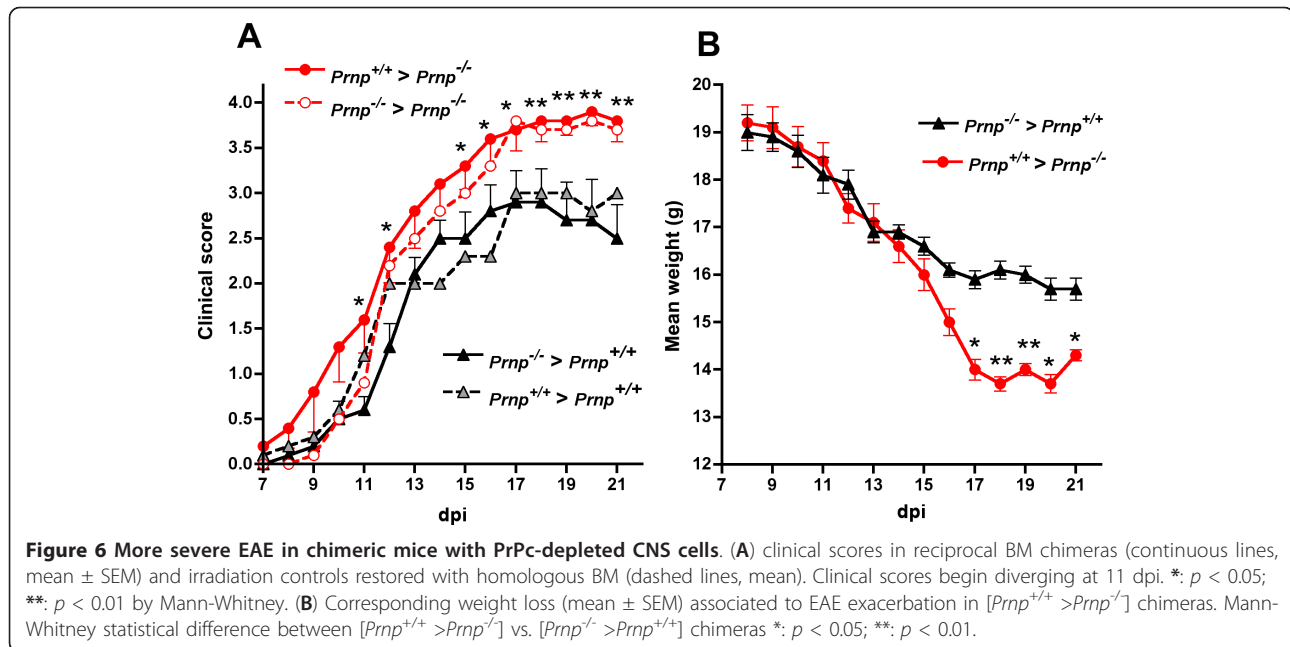 A
Prnp+/+ > Prnp-/-
Prnp-/- > Prnp-/-
4.0
3.5
3.0
2.5
2.0
1.5
1.0
0.5
0.0
Clinical score
* * * * * * ** ** ** **
Prnp-/- > Prnp+/+
Prnp+/+ > Prnp+/+
7 9 11 13 15 17 19 21
dpi
B
20
19
18
17
16
15
14
13
12
Mean weight (g)
Prnp-/- > Prnp+/+
Prnp+/+ > Prnp-/-
* ** ** * *
7 9 11 13 15 17 19 21
dpi
Figure 6 More severe EAE in chimeric mice with PrPc-depleted CNS cells. (A) clinical scores in reciprocal BM chimeras (continuous lines,
mean ± SEM) and irradiation controls restored with homologous BM (dashed lines, mean). Clinical scores begin diverging at 11 dpi. *: p < 0.05;
**: p < 0.01 by Mann-Whitney. (B) Corresponding weight loss (mean ± SEM) associated to EAE exacerbation in [Prnp+/+ >Prnp-/-] chimeras. Mann-
Whitney statistical difference between [Prnp+/+ >Prnp-/-] vs. [Prnp-/- >Prnp+/+] chimeras *: p < 0.05; **: p < 0.01.